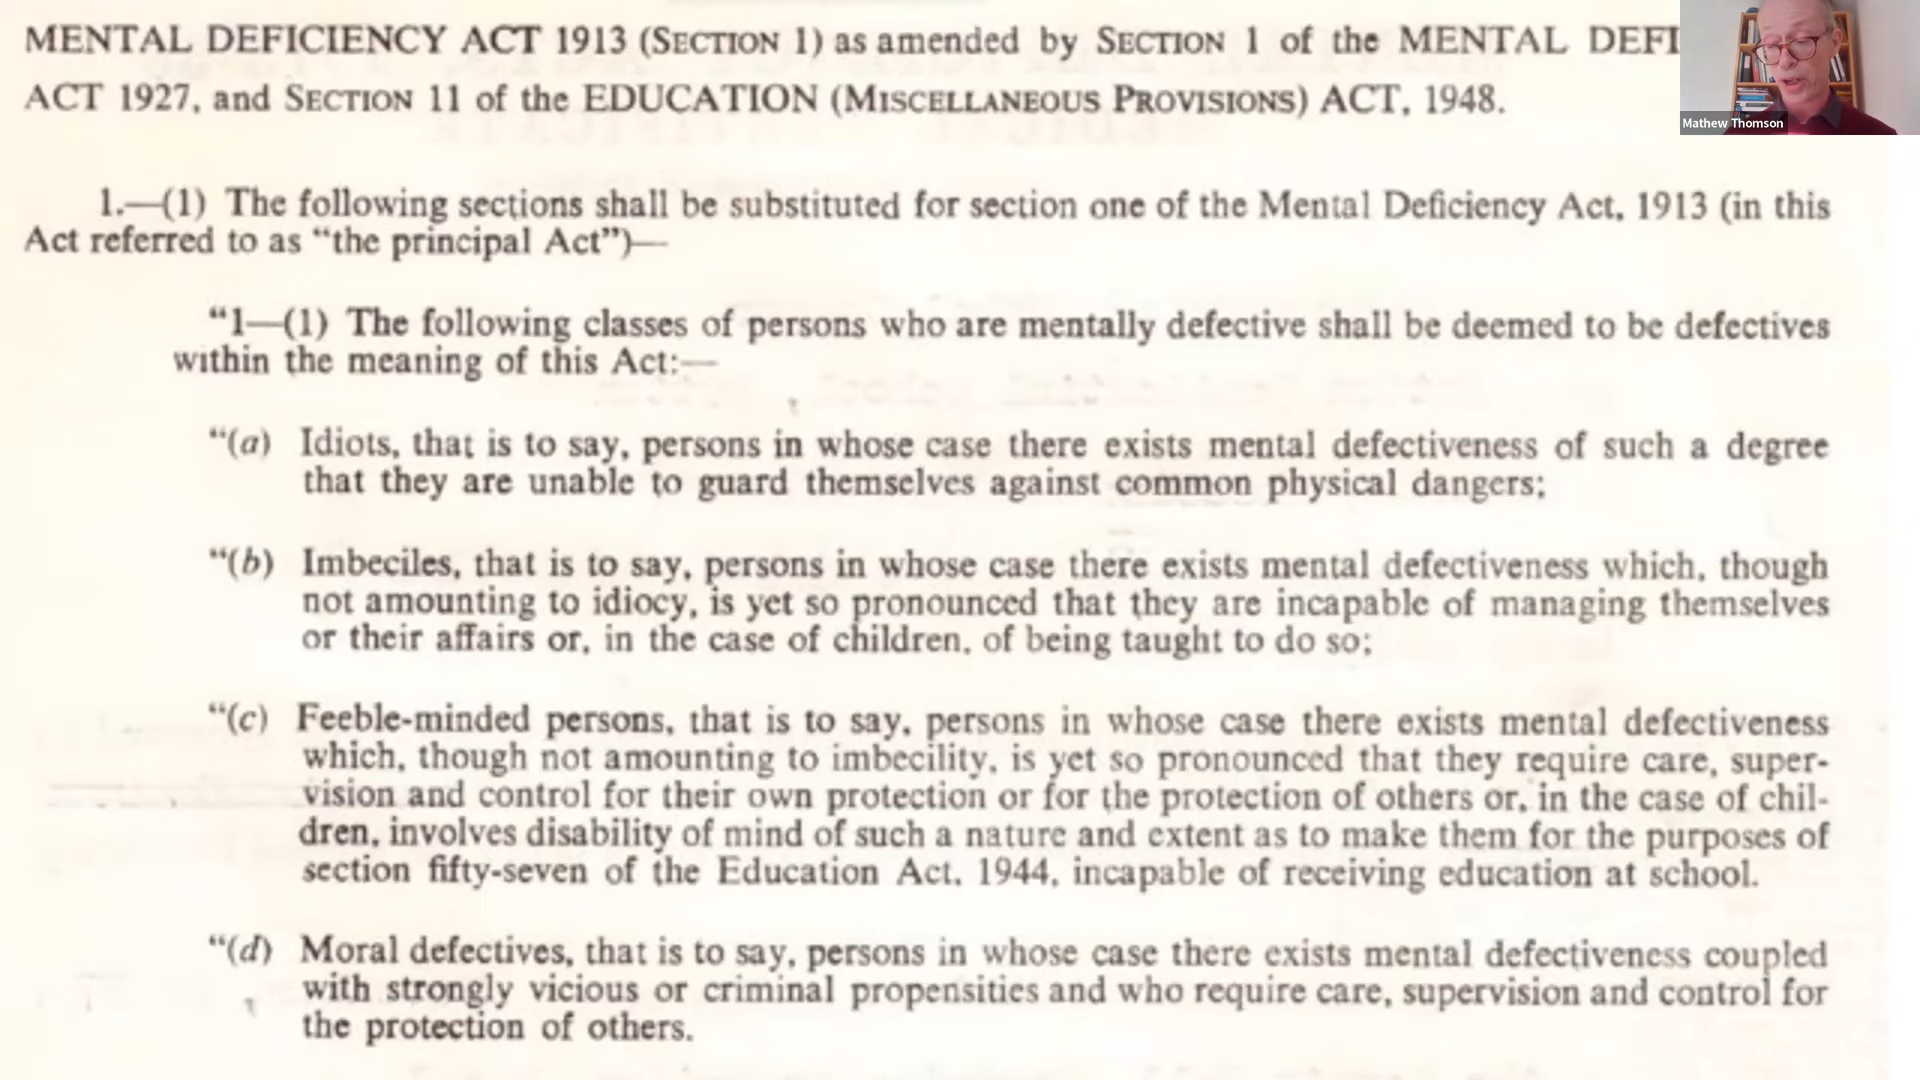 MENTAL DEFICIENCY ACT 1913 (SECTION 1) as amended by SECTION 1 of the MENTAL DEFI
ACT 1927, and SECTION 11 of the EDUCATION (MISCELLANEOUS PROVISIONS) ACT, 1948.
Mathew Thomson
1.—(1) The following sections shall be substituted for section one of the Mental Deficiency Act, 1913 (in this
Act referred to as “the principal Act”)—
“1—(1) The following classes of persons who are mentally defective shall be deemed to be defectives
within the meaning of this Act:—
“(a) Idiots, that is to say, persons in whose case there exists mental defectiveness of such a degree
that they are unable to guard themselves against common physical dangers;
“(b) Imbeciles, that is to say, persons in whose case there exists mental defectiveness which, though
not amounting to idiocy, is yet so pronounced that they are incapable of managing themselves
or their affairs or, in the case of children, of being taught to do so;
“(c) Feeble-minded persons, that is to say, persons in whose case there exists mental defectiveness
which, though not amounting to imbecility, is yet so pronounced that they require care, super-
vision and control for their own protection or for the protection of others or, in the case of chil-
dren, involves disability of mind of such a nature and extent as to make them for the purposes of
section fifty-seven of the Education Act, 1944, incapable of receiving education at school.
“(d) Moral defectives, that is to say, persons in whose case there exists mental defectiveness coupled
with strongly vicious or criminal propensities and who require care, supervision and control for
the protection of others.